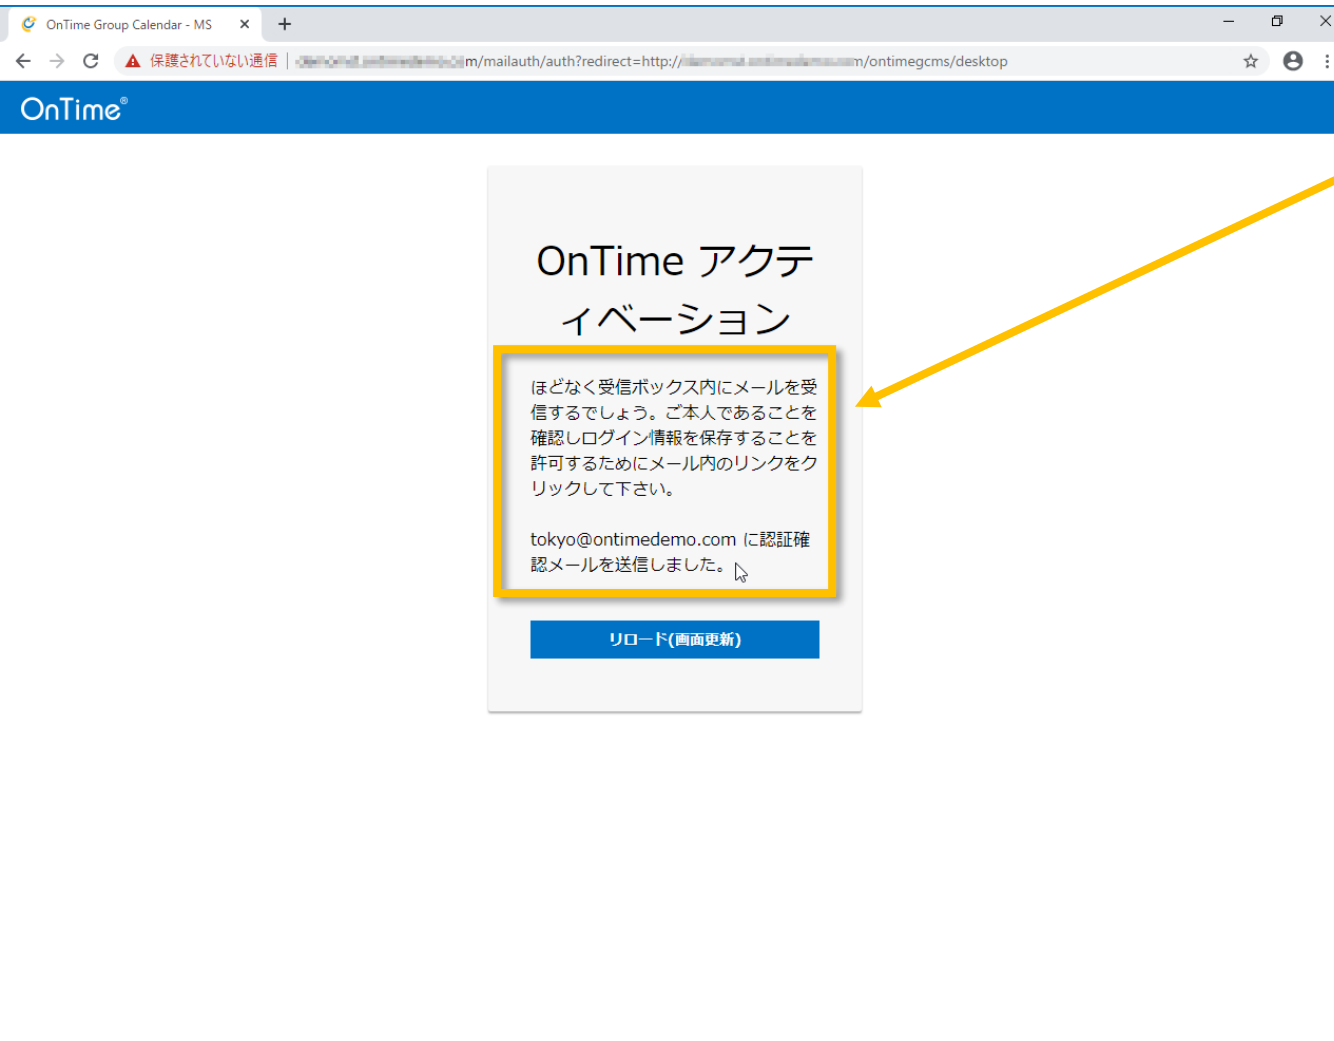 OnTime Group Calendar - MS
保護されていない通信 | m/mailauth/auth?redirect=http:// m/ontimegcms/desktop
OnTime®
OnTime アクテ
ィベーション
ほどなく受信ボックス内にメールを受
信するでしょう。ご本人であることを
確認しログイン情報を保存することを
許可するためにメール内のリンクをク
リックして下さい。
tokyo@ontimedemo.com に認証確
認メールを送信しました。
リロード(画面更新)